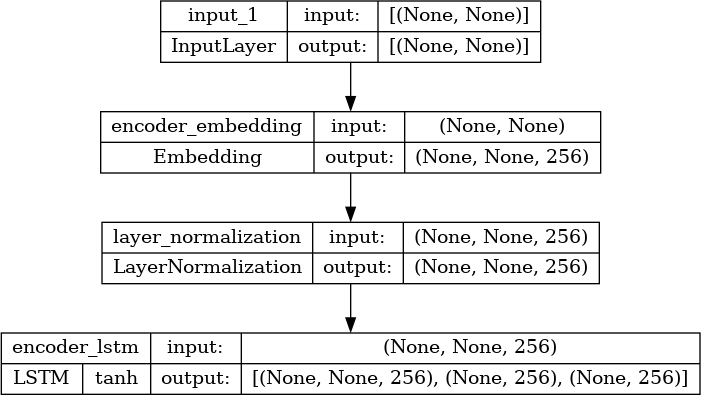 input_1 input: [(None, None)]
InputLayer output: [(None, None)]
encoder_embedding input: (None, None)
Embedding output: (None, None, 256)
layer_normalization input: (None, None, 256)
LayerNormalization output: (None, None, 256)
encoder_lstm input: (None, None, 256)
LSTM tanh output: [(None, None, 256), (None, 256), (None, 256)]